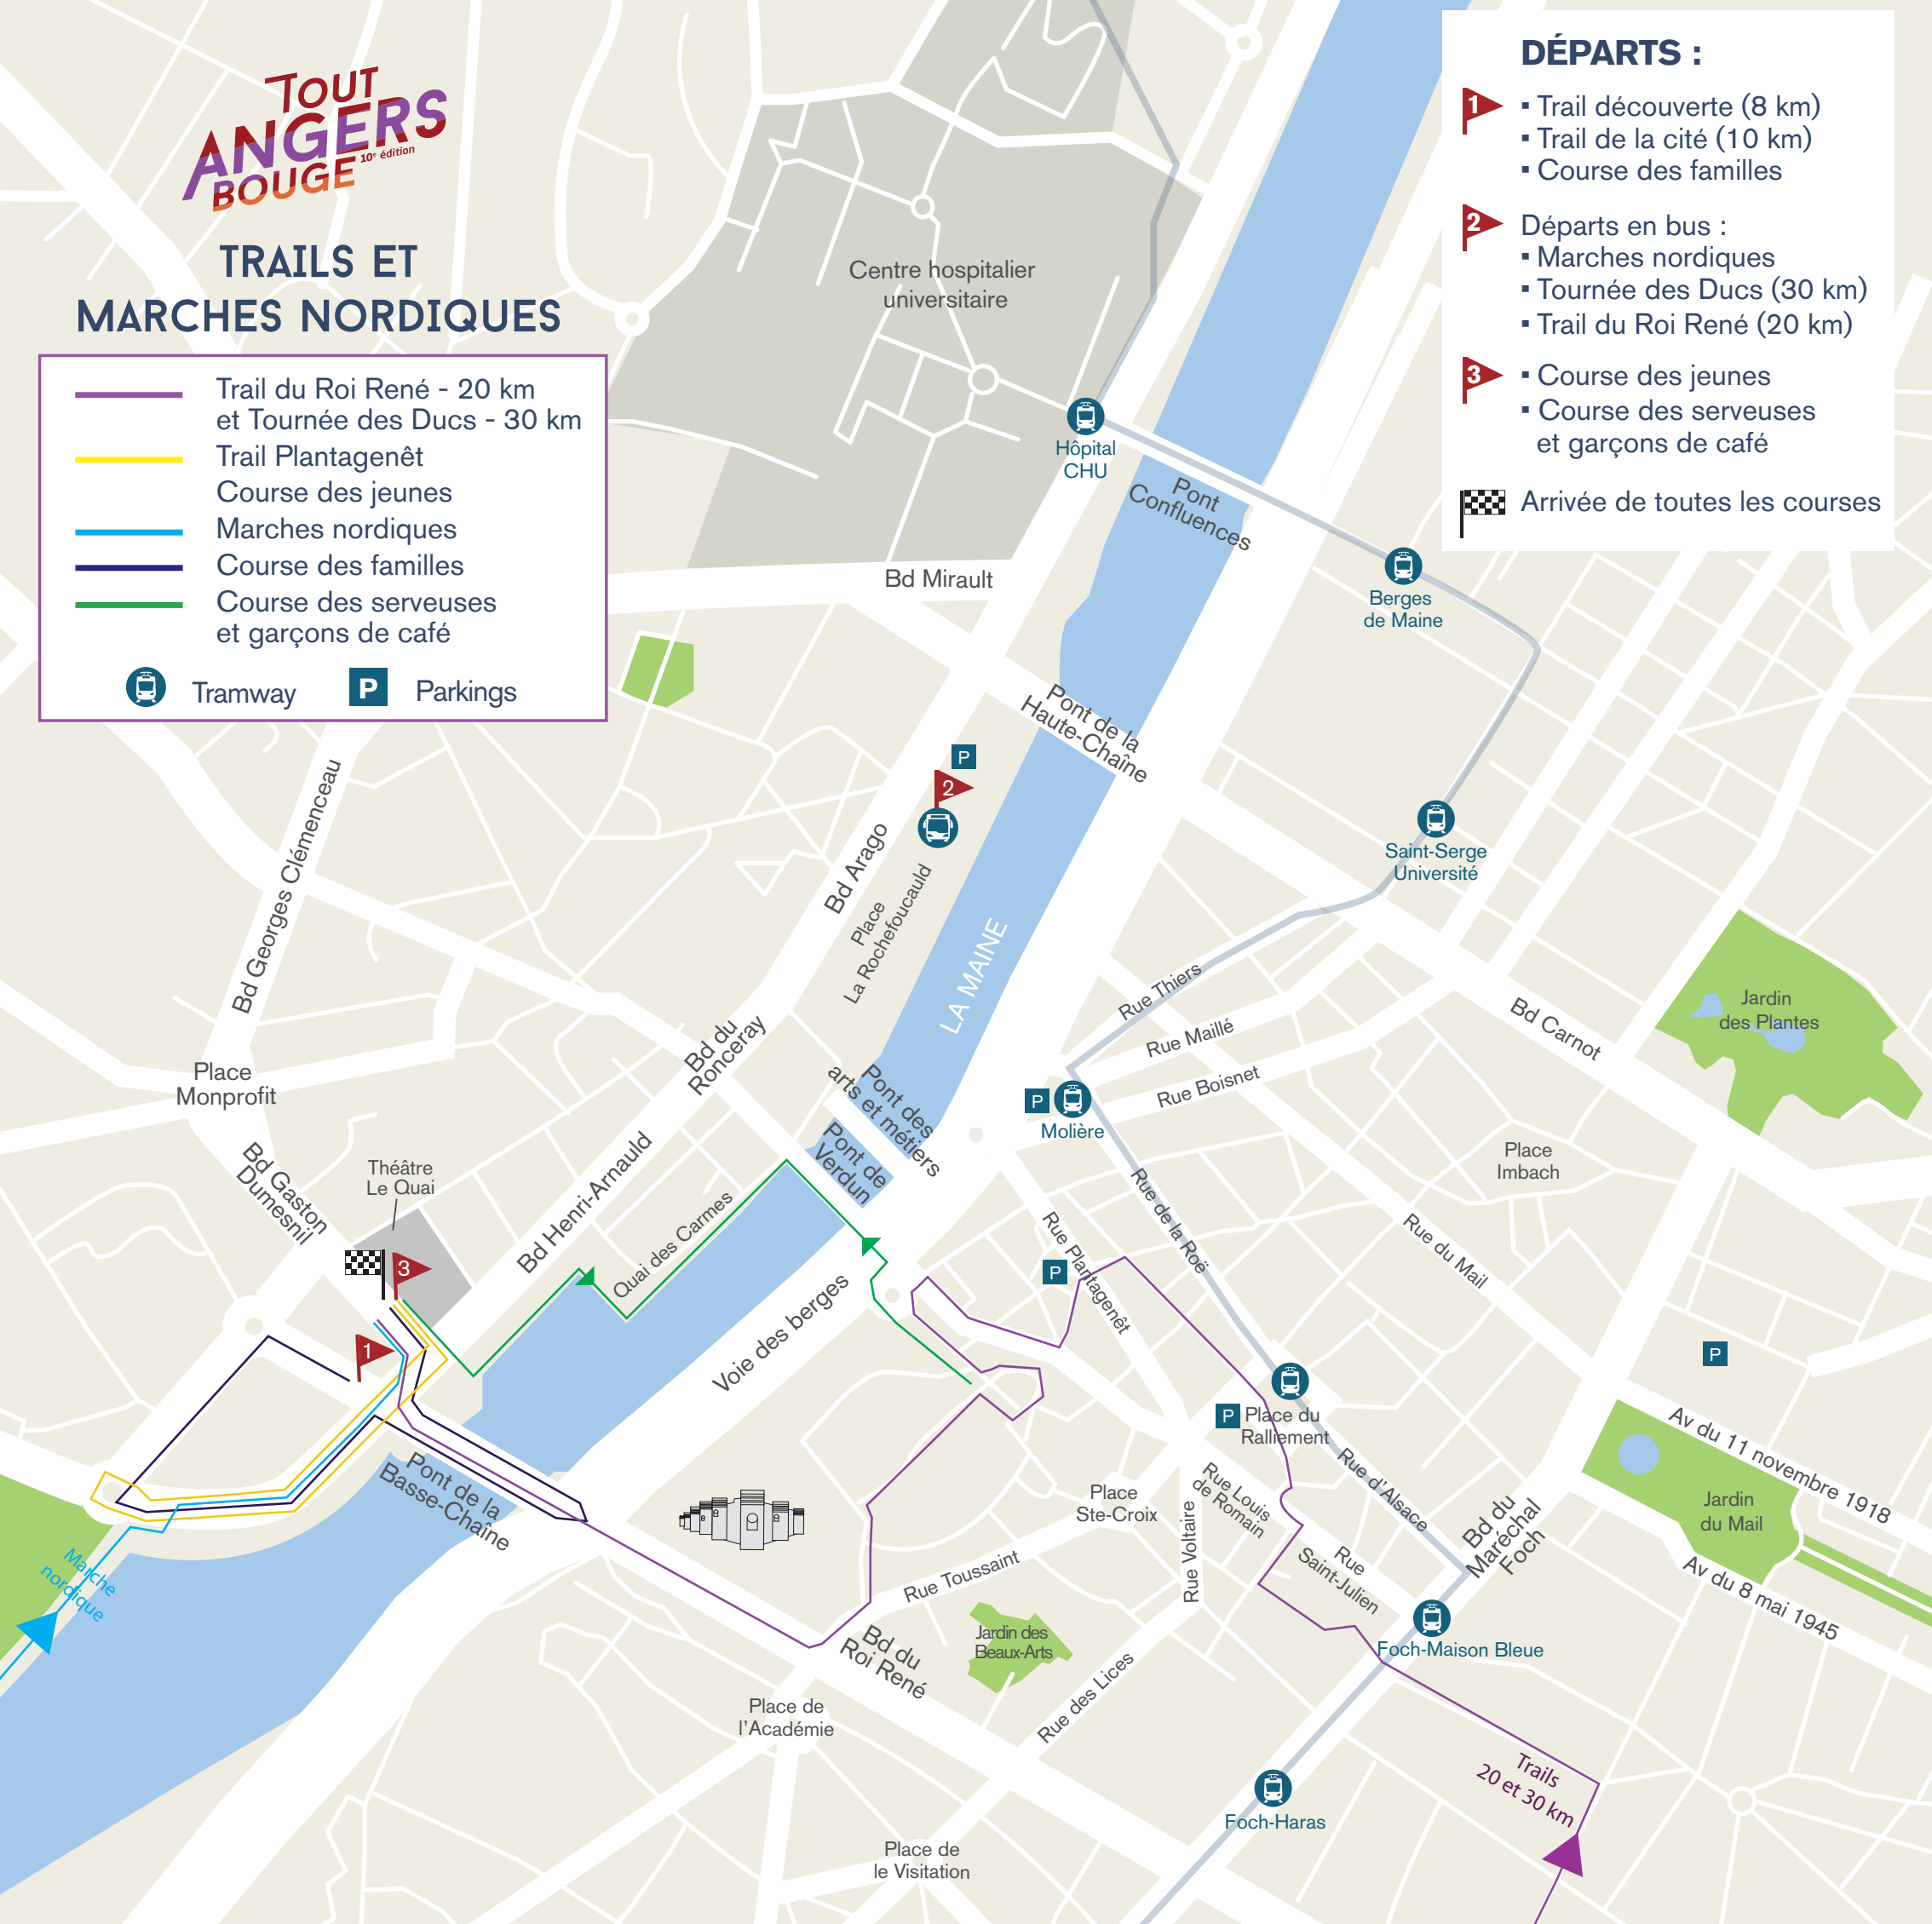 TOUT
ANGERS
BOUGE 10e édition
TRAILS ET
MARCHES NORDIQUES
Trail du Roi René - 20 km
et Tournée des Ducs - 30 km
Trail Plantagenêt
Course des jeunes
Marches nordiques
Course des familles
Course des serveuses
et garçons de café
Tramway
P
Parkings
DÉPARTS :
1
▪ Trail découverte (8 km)
▪ Trail de la cité (10 km)
▪ Course des familles
2
Départs en bus :
▪ Marches nordiques
▪ Tournée des Ducs (30 km)
▪ Trail du Roi René (20 km)
3
▪ Course des jeunes
▪ Course des serveuses
et garçons de café
Arrivée de toutes les courses
Centre hospitalier
universitaire
Hôpital
CHU
Pont
Confluences
Bd Mirault
Berges
de Maine
Pont de la
Haute-Chaîne
P
2
Bd Georges Clémenceau
Bd Arago
Place
La Rochefoucauld
Saint-Serge
Université
LA MAINE
Rue Thiers
Rue Maillé
Rue Boisnet
Bd Carnot
Jardin
des Plantes
Bd du
Ronceray
Place
Monprofit
Pont des
arts et métiers
Pont de
Verdun
P
Molière
Place
Imbach
Bd Gaston
Dumesnil
Théâtre
Le Quai
Bd Henri-Arnauld
Quai des Carmes
Rue de la Roë
Rue Plantagenêt
Rue du Mail
P
3
1
Voie des berges
P
P
Place du
Ralliement
Av du 11 novembre 1918
Pont de la
Basse-Chaîne
Place
Ste-Croix
Rue Louis
de Romain
Rue d'Alsace
Bd du
Maréchal
Foch
Jardin
du Mail
Rue Voltaire
Marche
nordique
Rue Toussaint
Rue
Saint-Julien
Av du 8 mai 1945
Jardin des
Beaux-Arts
Foch-Maison Bleue
Bd du
Roi René
Rue des Lices
Place de
l'Académie
Trails
20 et 30 km
Foch-Haras
Place de
le Visitation